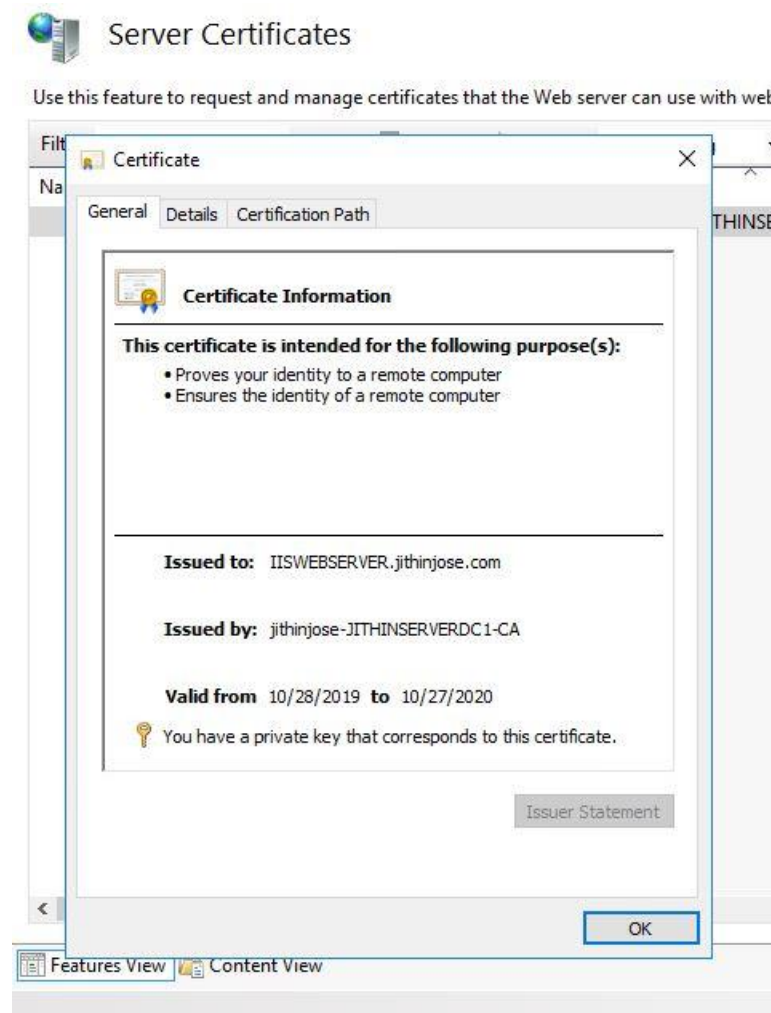 Server Certificates
Use this feature to request and manage certificates that the Web server can use with
Certificate
General Details Certification Path
Certificate Information
This certificate is intended for the following purpose(s):
• Proves your identity to a remote computer
• Ensures the identity of a remote computer
Issued to: IISWEBSERVER.jithinjose.com
Issued by: jithinjose-JITHINSERVERDC1-CA
Valid from 10/28/2019 to 10/27/2020
You have a private key that corresponds to this certificate.
Issuer Statement
OK
Features View Content View